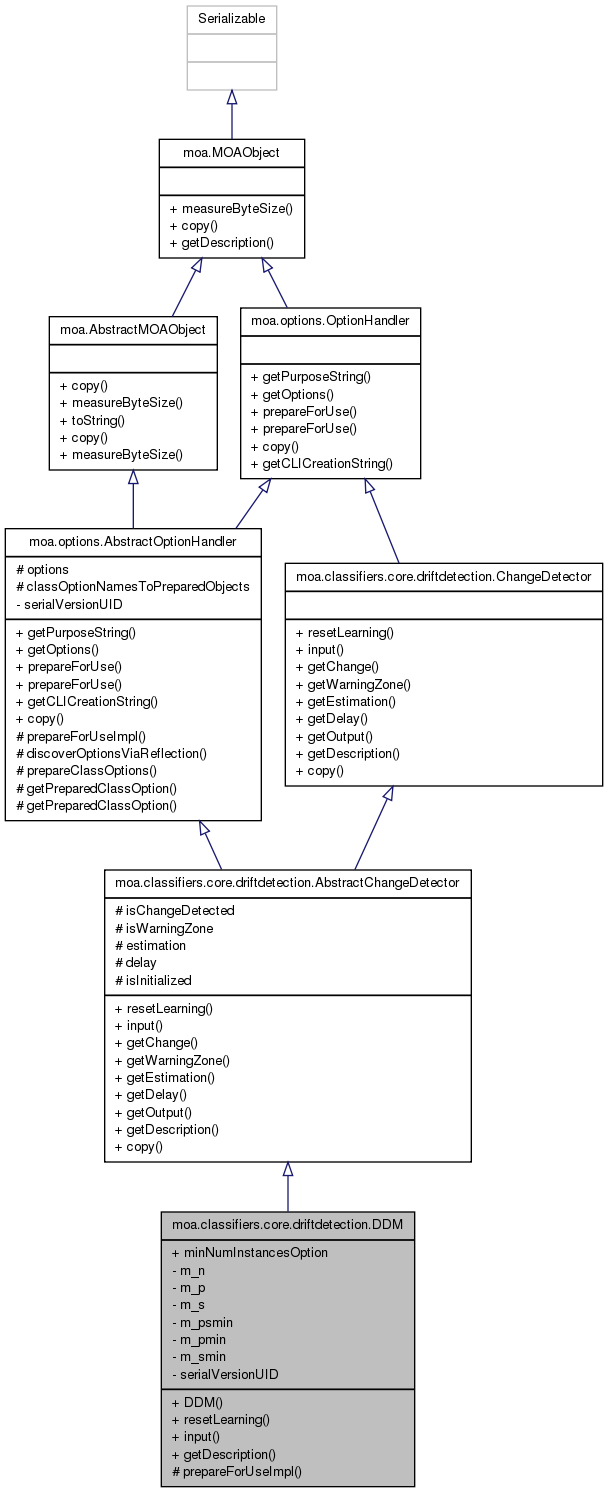 Serializable
moa.MOAObject
+ measureByteSize()
+ copy()
+ getDescription()
moa.AbstractMOAObject
+ copy()
+ measureByteSize()
+ toString()
+ copy()
+ measureByteSize()
moa.options.OptionHandler
+ getPurposeString()
+ getOptions()
+ prepareForUse()
+ prepareForUse()
+ copy()
+ getCLICreationString()
moa.options.AbstractOptionHandler
# options
# classOptionNamesToPreparedObjects
- serialVersionUID
+ getPurposeString()
+ getOptions()
+ prepareForUse()
+ prepareForUse()
+ getCLICreationString()
+ copy()
# prepareForUseImpl()
# discoverOptionsViaReflection()
# prepareClassOptions()
# getPreparedClassOption()
# getPreparedClassOption()
moa.classifiers.core.driftdetection.ChangeDetector
+ resetLearning()
+ input()
+ getChange()
+ getWarningZone()
+ getEstimation()
+ getDelay()
+ getOutput()
+ getDescription()
+ copy()
moa.classifiers.core.driftdetection.AbstractChangeDetector
# isChangeDetected
# isWarningZone
# estimation
# delay
# isInitialized
+ resetLearning()
+ input()
+ getChange()
+ getWarningZone()
+ getEstimation()
+ getDelay()
+ getOutput()
+ getDescription()
+ copy()
moa.classifiers.core.driftdetection.DDM
+ minNumInstancesOption
- m_n
- m_p
- m_s
- m_psmin
- m_pmin
- m_smin
- serialVersionUID
+ DDM()
+ resetLearning()
+ input()
+ getDescription()
# prepareForUseImpl()